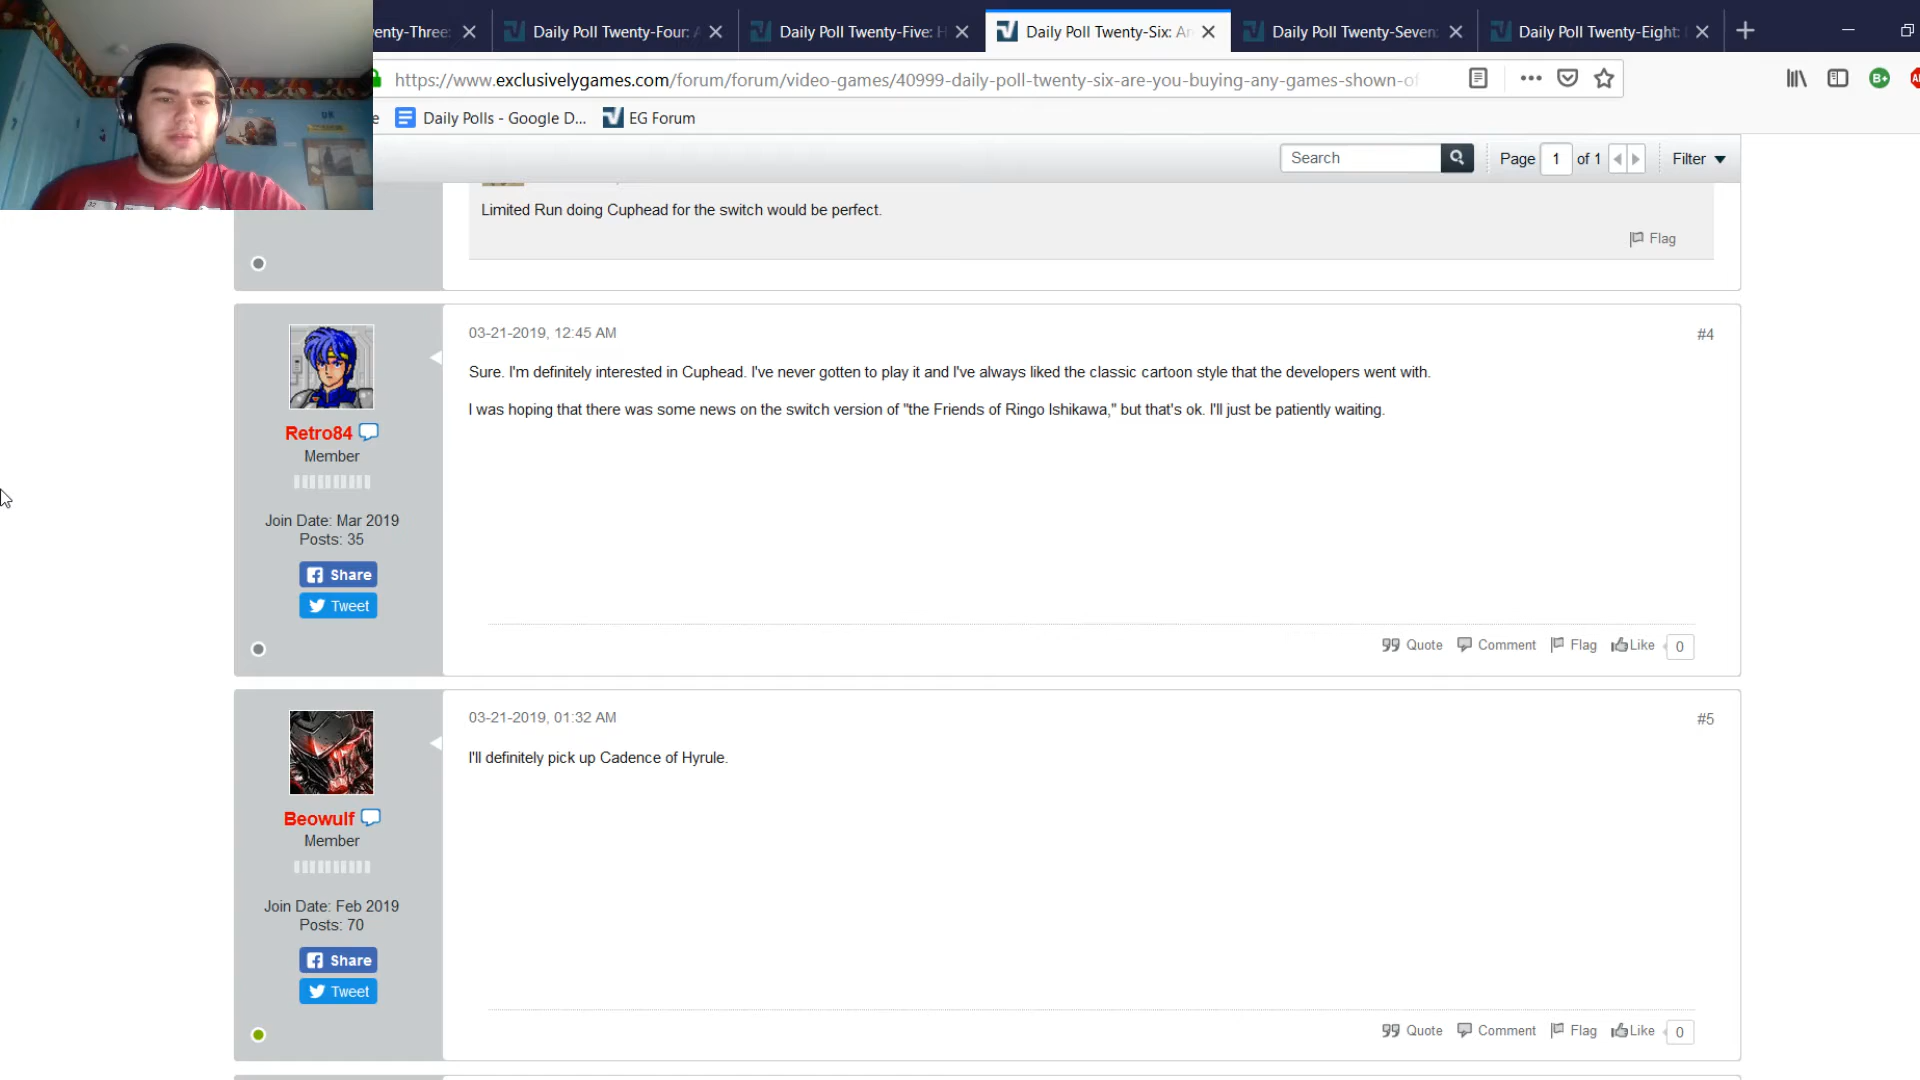 enty-Three:
Daily Poll Twenty-Four: A
Daily Poll Twenty-Five: H
Daily Poll Twenty-Six: Ar
Daily Poll Twenty-Seven:
Daily Poll Twenty-Eight:
https://www.exclusivelygames.com/forum/forum/video-games/40999-daily-poll-twenty-six-are-you-buying-any-games-shown-of
B+
e
Daily Polls - Google D...
EG Forum
Search
Page 1 of 1
Filter
Limited Run doing Cuphead for the switch would be perfect.
Flag
03-21-2019, 12:45 AM
#4
Sure. I'm definitely interested in Cuphead. I've never gotten to play it and I've always liked the classic cartoon style that the developers went with.
I was hoping that there was some news on the switch version of "the Friends of Ringo Ishikawa," but that's ok. I'll just be patiently waiting.
Retro84
Member
Join Date: Mar 2019
Posts: 35
Share
Tweet
Quote Comment Flag Like 0
03-21-2019, 01:32 AM
#5
I'll definitely pick up Cadence of Hyrule.
Beowulf
Member
Join Date: Feb 2019
Posts: 70
Share
Tweet
Quote Comment Flag Like 0